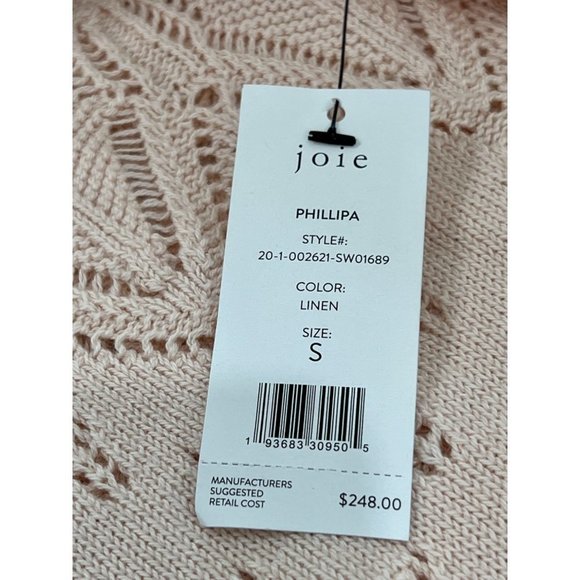 joie
PHILLIPA
STYLE#:
20-1-002621-SW01689
COLOR:
LINEN
SIZE:
S
1 93683 30950 5
MANUFACTURERS
SUGGESTED
RETAIL COST
$248.00